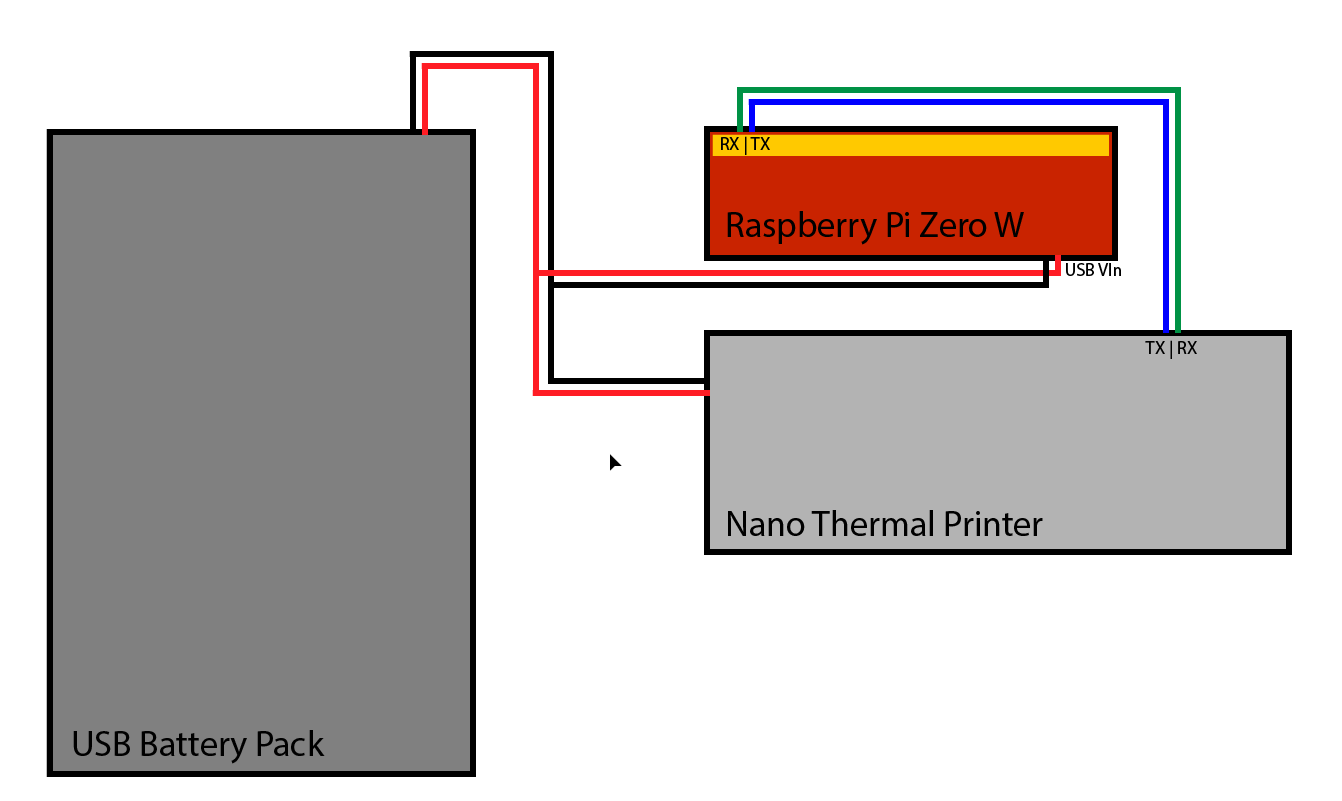 RX | TX
Raspberry Pi Zero W
USB VIn
TX | RX
Nano Thermal Printer
USB Battery Pack